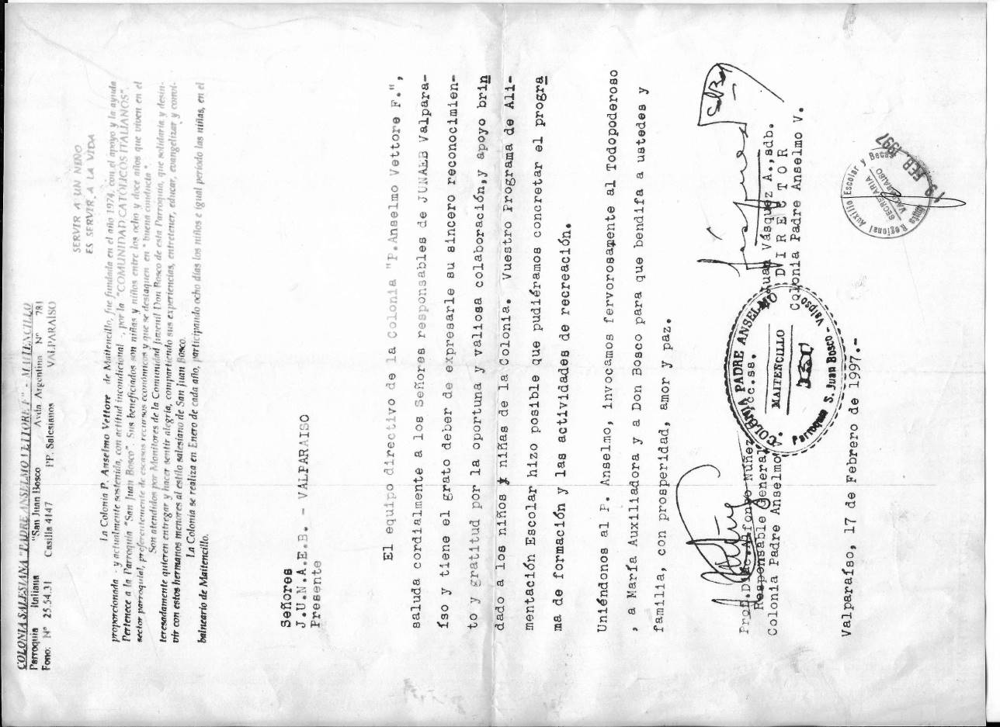 COLONIA SALESIANA "PADRE ANSELMO VETTORE F." - MAITENCILLO
Parroquia Italiana "San Juan Bosco Avda. Argentina N° 781
Fono: N° 25.54.31 Casilla 4147 PP. Salesianos VALPARAÍSO
SERVIR A UN NIÑO
ES SERVIR A LA VIDA
La Colonia P. Anselmo Vettore de Maitencillo, fue fundada en el año 1974, con el apoyo y la ayuda
proporcionada - y actualmente sostenida, con actitud incondicional -, por la "COMUNIDAD CATÓLICOS ITALIANOS".
Pertenece a la Parroquia "San Juan Bosco". Sus beneficiados son niñas y niños entre los ocho y doce años que viven en el
sector parroquial, preferentemente de escasos recursos económicos y que se destaquen en " buena conducta ".
Son atendidos por Monitores de la Comunidad Juvenil Don Bosco de esta Parroquia, que solidaria y desin-
teresadamente quieren entregar y hacer sentir alegría, compartiendo sus experiencias, entretener, educar, evangelizar y convi-
vir con estos hermanos menores al estilo salesiano de San Juan Bosco.
La Colonia se realiza en Enero de cada año, participando ocho días los niños e igual período las niñas, en el
balneario de Maitencillo.
Señores
J.U.N.A.E.B. - VALPARAISO
Presente
El equipo directivo de la Colonia "P.Anselmo Vettore F.",
saluda cordialmente a los Señores responsables de JUNAEB Valpara-
íso y tiene el grato deber de expresarle su sincero reconocimien-
to y gratitud por la oportuna y valiosa colaboración,y apoyo brin
dado a los niños y niñas de la Colonia. Vuestro Programa de Ali-
mentación Escolar hizo posible que pudiéramos concretar el progra
ma de formación y las actividades de recreación.
Uniéndonos al P. Anselmo, invocamos fervorosamente al Todopoderoso
, a María Auxiliadora y a Don Bosco para que bendiga a ustedes y
familia, con prosperidad, amor y paz.
Alfonso Núñez cc.ss.
Responsable General
Colonia Padre Anselmo V.
Juan Vásquez A.,sdb.
DIRECTOR
Colonia Padre Anselmo V.
COLONIA PADRE ANSELMO
MAITENCILLO
Parroquia S. Juan BOSCO - Valpso
Regional Auxilio Escolar y Becas
SECRETARIA
VALPARAISO
FEB. 1997
Valparaíso, 17 de Febrero de 1997.-